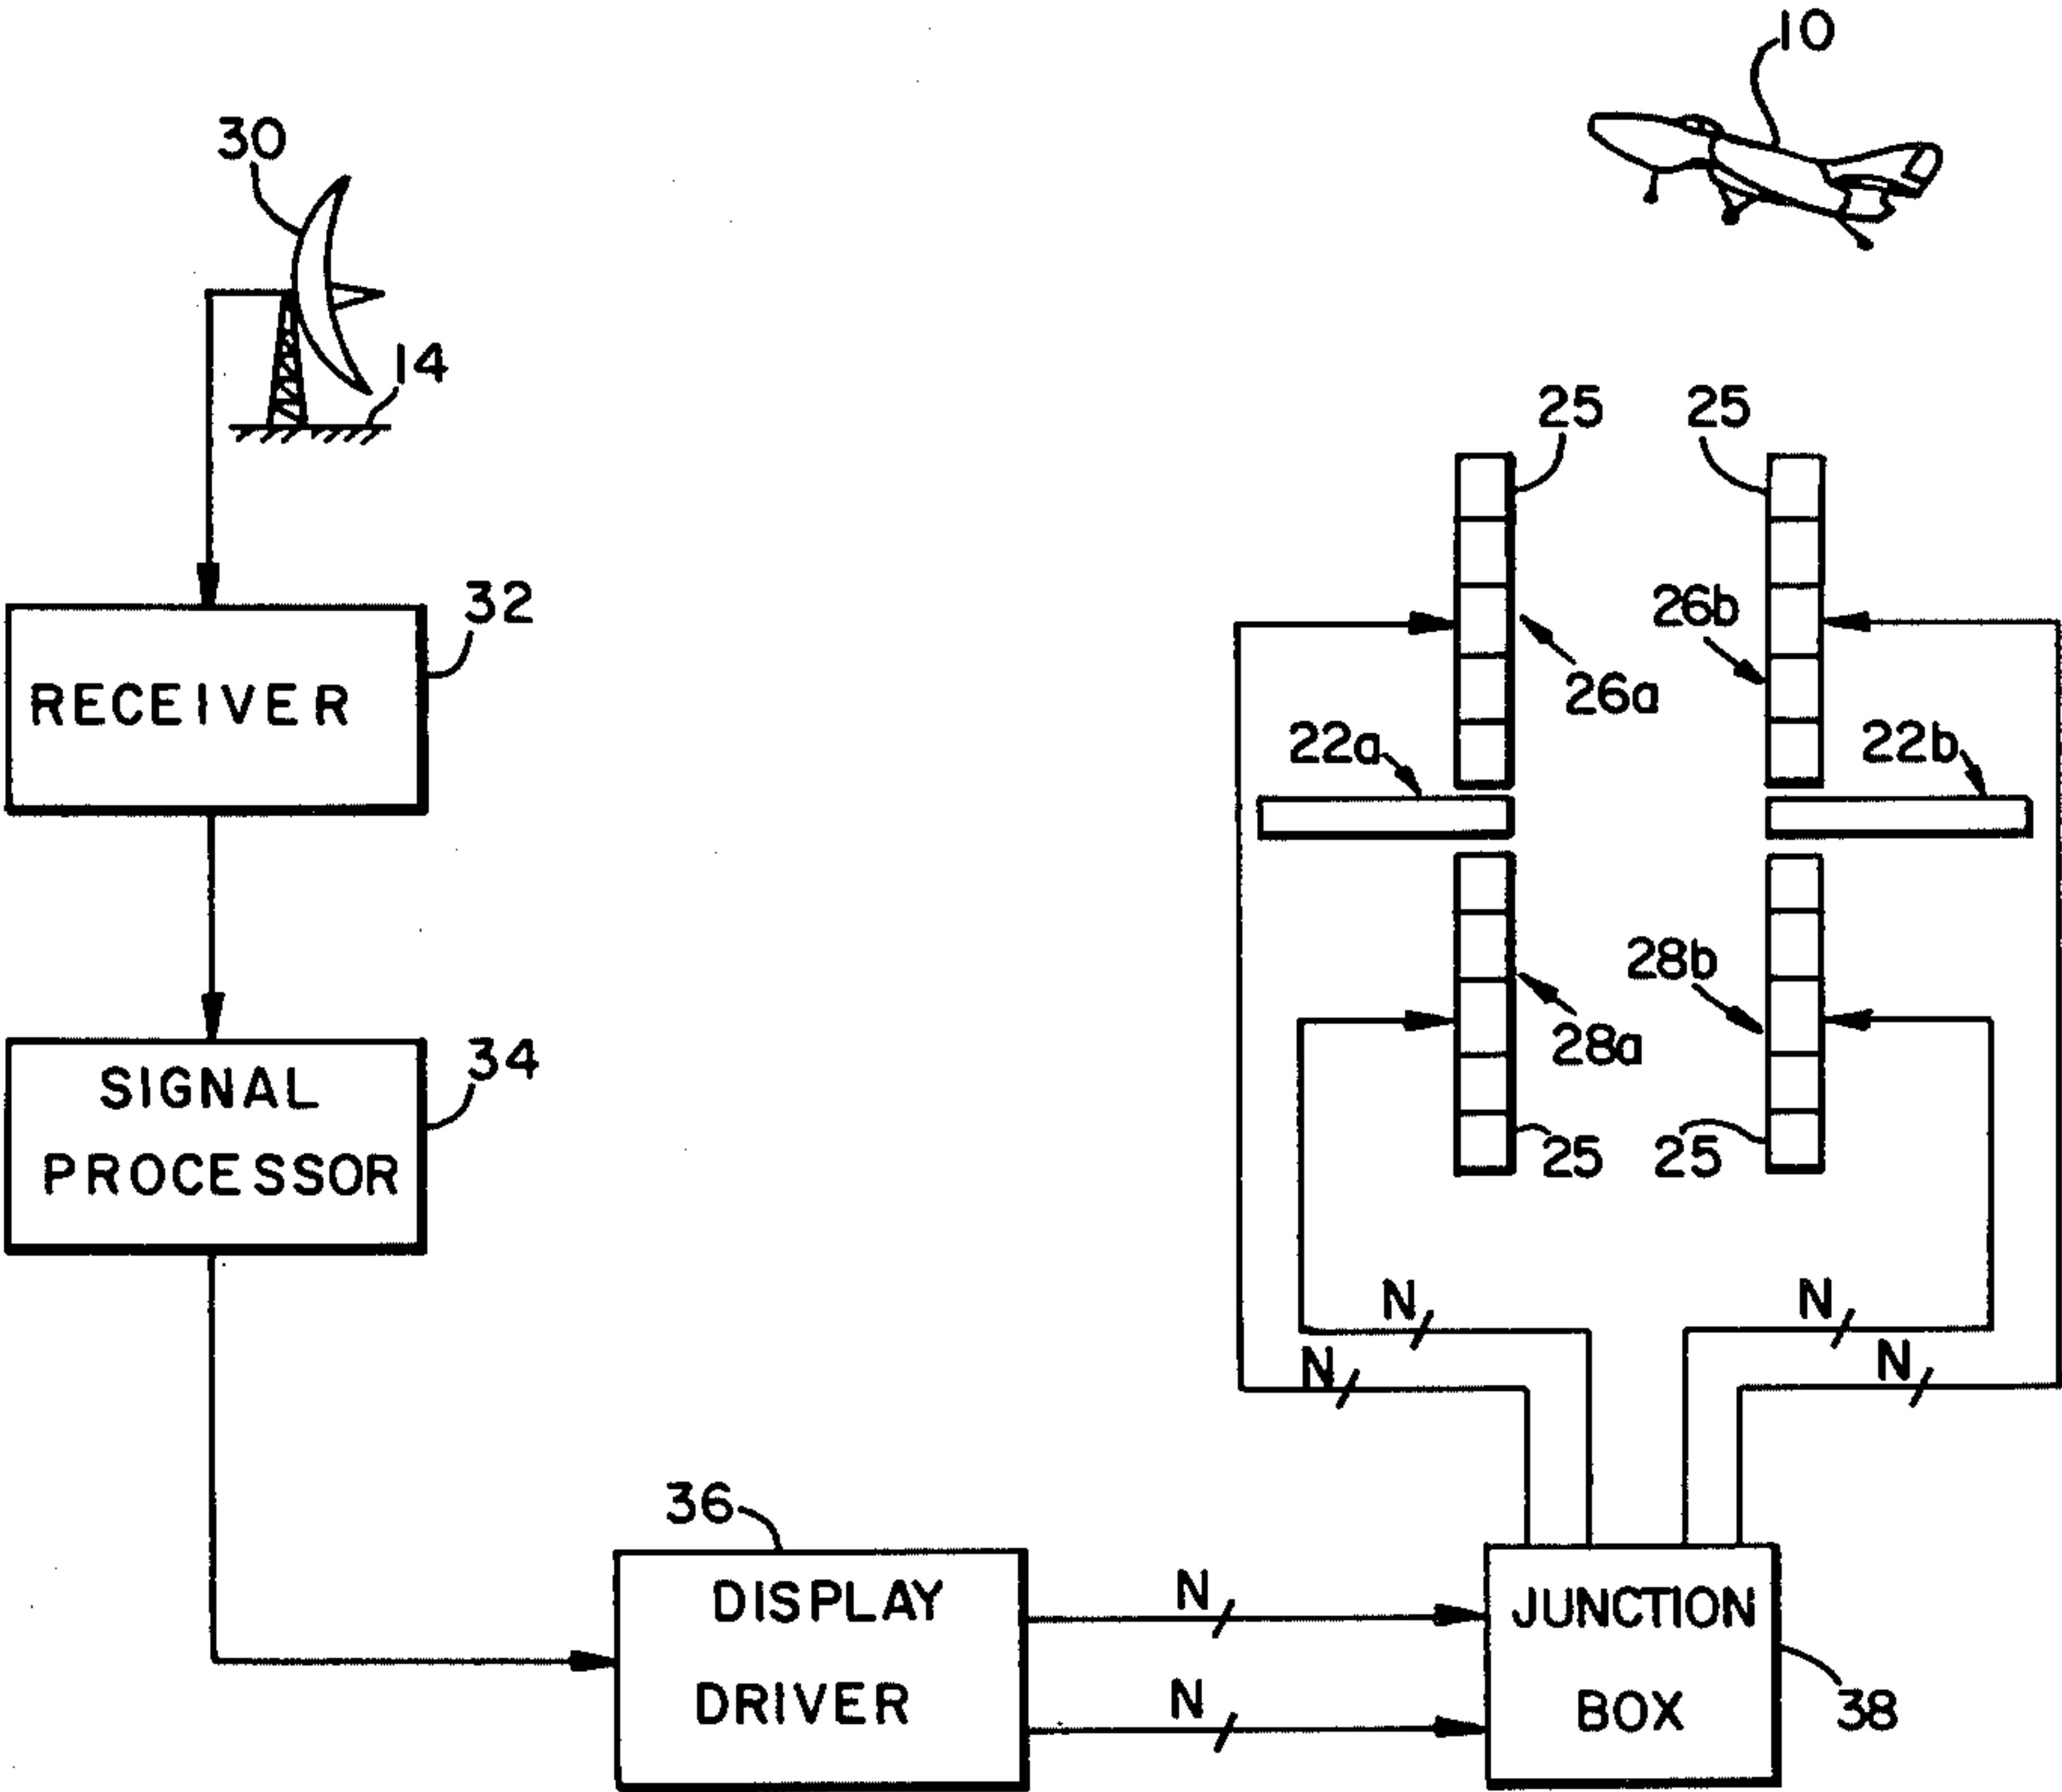 10
30
14
25 25
32
26b
RECEIVER
26a
22a 22b
28b
34
28a
SIGNAL
PROCESSOR
25 25
N N
N N
36
DISPLAY
DRIVER
N
N
JUNCTION
BOX
38